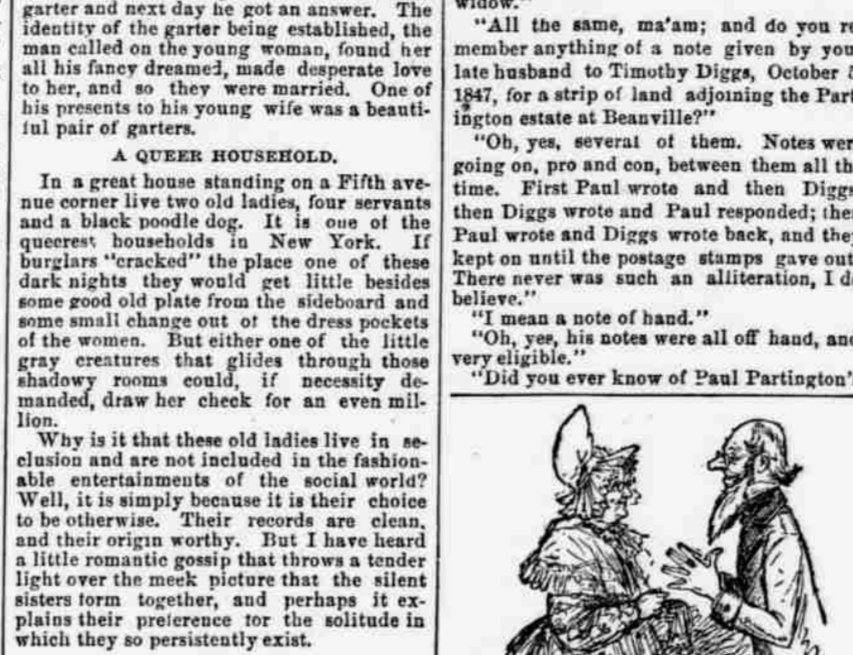 garter and next day he got an answer. The
identity of the garter being established, the
man called on the young woman, found her
all his fancy dreamed, made desperate love
to her, and so they were married. One of
his presents to his young wife was a beauti-
ful pair of garters.
A QUEER HOUSEHOLD.
In a great house standing on a Fifth ave-
nue corner live two old ladies, four servants
and a black poodle dog. It is one of the
queerest households in New York. If
burglars "cracked" the place one of these
dark nights they would get little besides
some good old plate from the sideboard and
some small change out of the dress pockets
of the women. But either one of the little
gray creatures that glides through those
shadowy rooms could, if necessity de-
manded, draw her check for an even mil-
lion.
Why is it that these old ladies live in se-
clusion and are not included in the fashion-
able entertainments of the social world?
Well, it is simply because it is their choice
to be otherwise. Their records are clean,
and their origin worthy. But I have heard
a little romantic gossip that throws a tender
light over the meek picture that the silent
sisters form together, and perhaps it ex-
plains their preference for the solitude in
which they so persistently exist.
widow."
"All the same, ma'am; and do you re
member anything of a note given by you
late husband to Timothy Diggs, October
1847, for a strip of land adjoining the Part
ington estate at Beanville?"
"Oh, yes, several of them. Notes wer
going on, pro and con, between them all th
time. First Paul wrote and then Diggs
then Diggs wrote and Paul responded; the
Paul wrote and Diggs wrote back, and they
kept on until the postage stamps gave out
There never was such an alliteration, I d
believe."
"I mean a note of hand."
"Oh, yes, his notes were all off hand, and
very eligible."
"Did you ever know of Paul Partington'